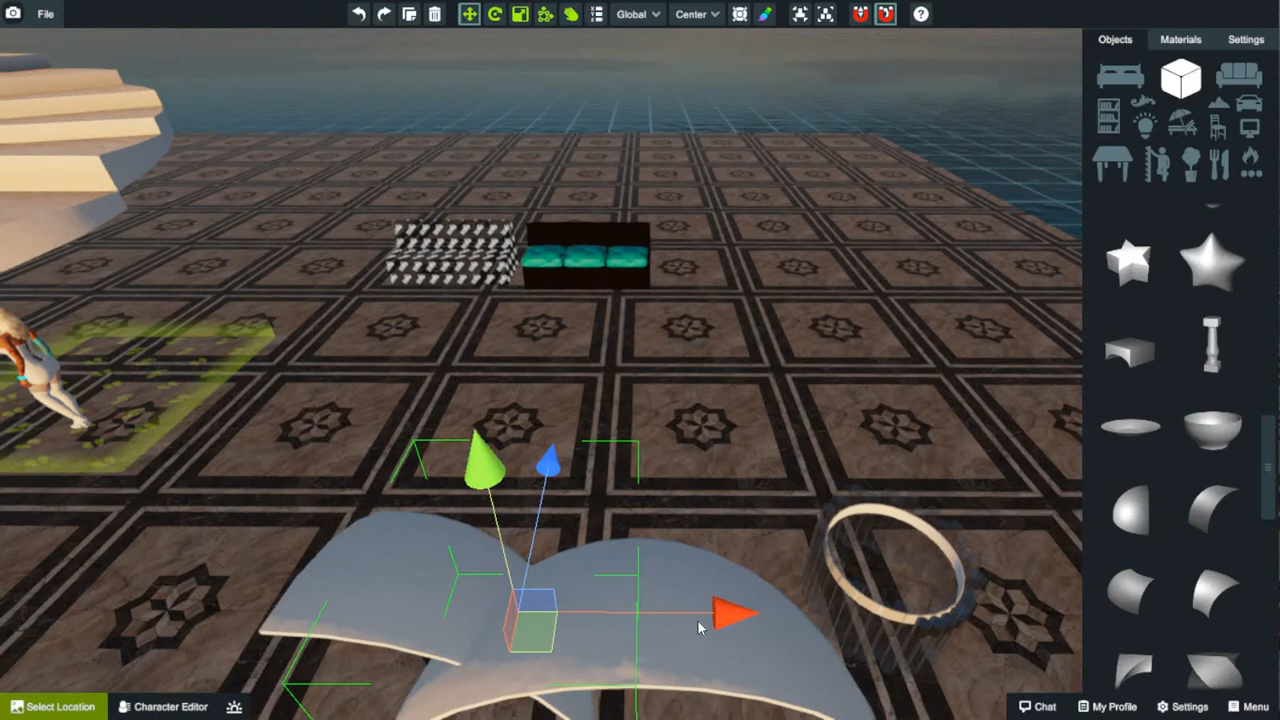 File
Global
Center
Objects
Materials
Settings
Select Location
Character Editor
Chat
My Profile
Settings
Menu